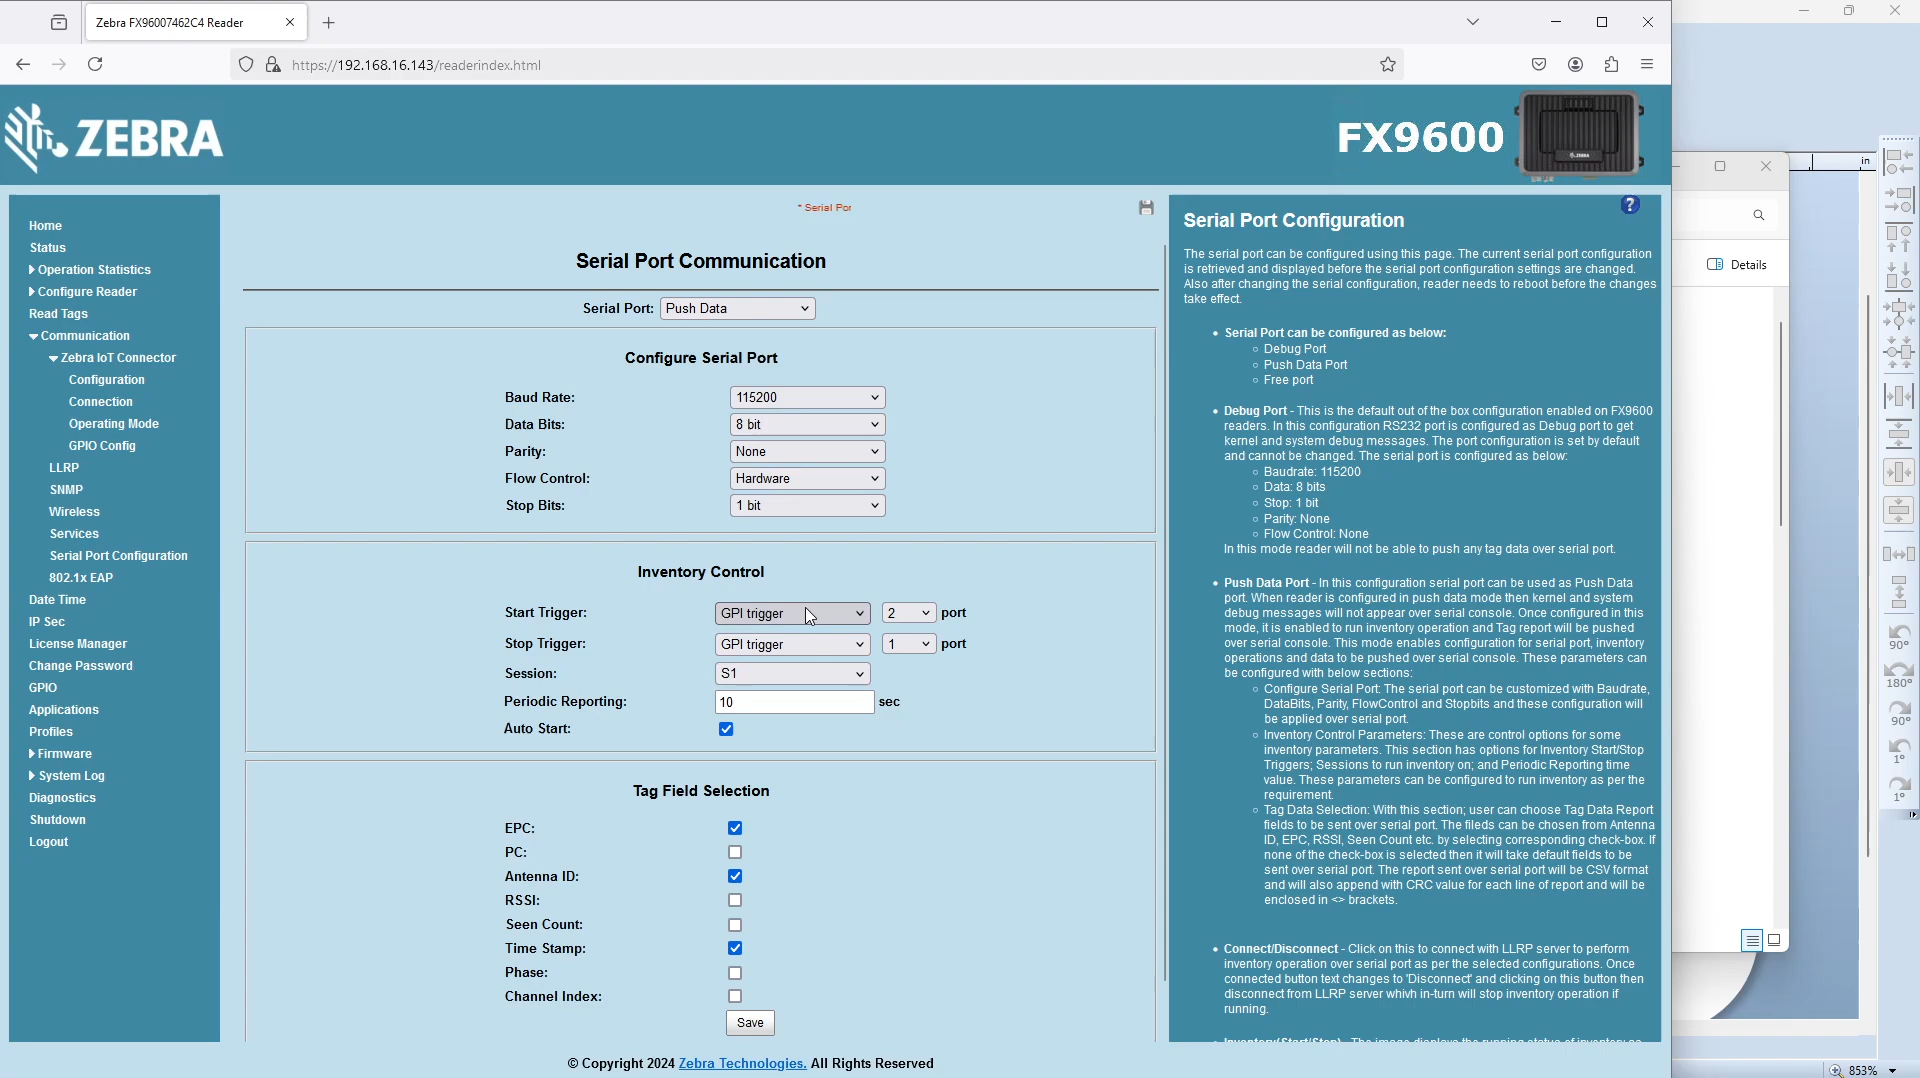 Zebra FX96007462C4 Reader
https://192.168.16.143/readerindex.html
ZEBRA
FX9600
Home
Status
Operation Statistics
Configure Reader
Read Tags
Communication
Zebra IoT Connector
Configuration
Connection
Operating Mode
GPIO Config
LLRP
SNMP
Wireless
Services
Serial Port Configuration
802.1x EAP
Date Time
IP Sec
License Manager
Change Password
GPIO
Applications
Profiles
Firmware
System Log
Diagnostics
Shutdown
Logout
* Serial Por
Serial Port Communication
Serial Port: Push Data
Configure Serial Port
Baud Rate: 115200
Data Bits: 8 bit
Parity: None
Flow Control: Hardware
Stop Bits: 1 bit
Inventory Control
Start Trigger: GPI trigger 2 port
Stop Trigger: GPI trigger 1 port
Session: S1
Periodic Reporting: 10 sec
Auto Start:
Tag Field Selection
EPC:
PC:
Antenna ID:
RSSI:
Seen Count:
Time Stamp:
Phase:
Channel Index:
Save
© Copyright 2024 Zebra Technologies. All Rights Reserved
?
Serial Port Configuration
The serial port can be configured using this page. The current serial port configuration
is retrieved and displayed before the serial port configuration settings are changed.
Also after changing the serial configuration, reader needs to reboot before the changes
take effect.
• Serial Port can be configured as below:
◦ Debug Port
◦ Push Data Port
◦ Free port
• Debug Port - This is the default out of the box configuration enabled on FX9600
readers. In this configuration RS232 port is configured as Debug port to get
kernel and system debug messages. The port configuration is set by default
and cannot be changed. The serial port is configured as below:
◦ Baudrate: 115200
◦ Data: 8 bits
◦ Stop: 1 bit
◦ Parity: None
◦ Flow Control: None
In this mode reader will not be able to push any tag data over serial port.
• Push Data Port - In this configuration serial port can be used as Push Data
port. When reader is configured in push data mode then kernel and system
debug messages will not appear over serial console. Once configured in this
mode, it is enabled to run inventory operation and Tag report will be pushed
over serial console. This mode enables configuration for serial port, inventory
operations and data to be pushed over serial console. These parameters can
be configured with below sections:
◦ Configure Serial Port: The serial port can be customized with Baudrate,
DataBits, Parity, FlowControl and Stopbits and these configuration will
be applied over serial port.
◦ Inventory Control Parameters: These are control options for some
inventory parameters. This section has options for Inventory Start/Stop
Triggers; Sessions to run inventory on; and Periodic Reporting time
value. These parameters can be configured to run inventory as per the
requirement.
◦ Tag Data Selection: With this section; user can choose Tag Data Report
fields to be sent over serial port. The fileds can be chosen from Antenna
ID, EPC, RSSI, Seen Count etc. by selecting corresponding check-box. If
none of the check-box is selected then it will take default fields to be
sent over serial port. The report sent over serial port will be CSV format
and will also append with CRC value for each line of report and will be
enclosed in <> brackets.
• Connect/Disconnect - Click on this to connect with LLRP server to perform
inventory operation over serial port as per the selected configurations. Once
connected button text changes to 'Disconnect' and clicking on this button then
disconnect from LLRP server whivh in-turn will stop inventory operation if
running.
in
Details
90°
180°
90°
1°
1°
853%